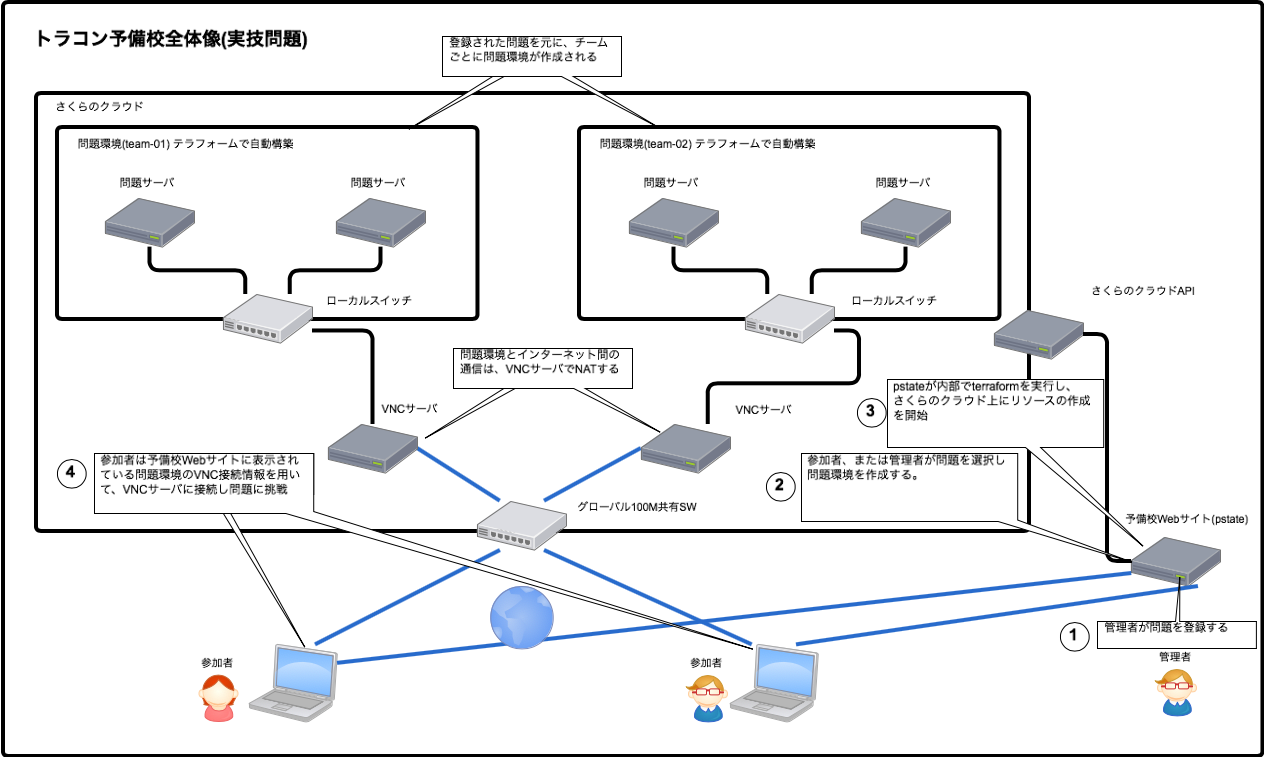 トラコン予備校全体像(実技問題)
登録された問題を元に、チーム
ごとに問題環境が作成される
さくらのクラウド
問題環境(team-01) テラフォームで自動構築
問題環境(team-02) テラフォームで自動構築
問題サーバ
問題サーバ
問題サーバ
問題サーバ
ローカルスイッチ
ローカルスイッチ
さくらのクラウドAPI
問題環境とインターネット間の
通信は、VNCサーバでNATする
VNCサーバ
VNCサーバ
3
pstateが内部でterraformを実行し、
さくらのクラウド上にリソースの作成
を開始
4
参加者は予備校Webサイトに表示され
ている問題環境のVNC接続情報を用い
て、VNCサーバに接続し問題に挑戦
2
参加者、または管理者が問題を選択し
問題環境を作成する。
グローバル100M共有SW
予備校Webサイト(pstate)
1
管理者が問題を登録する
参加者
参加者
管理者